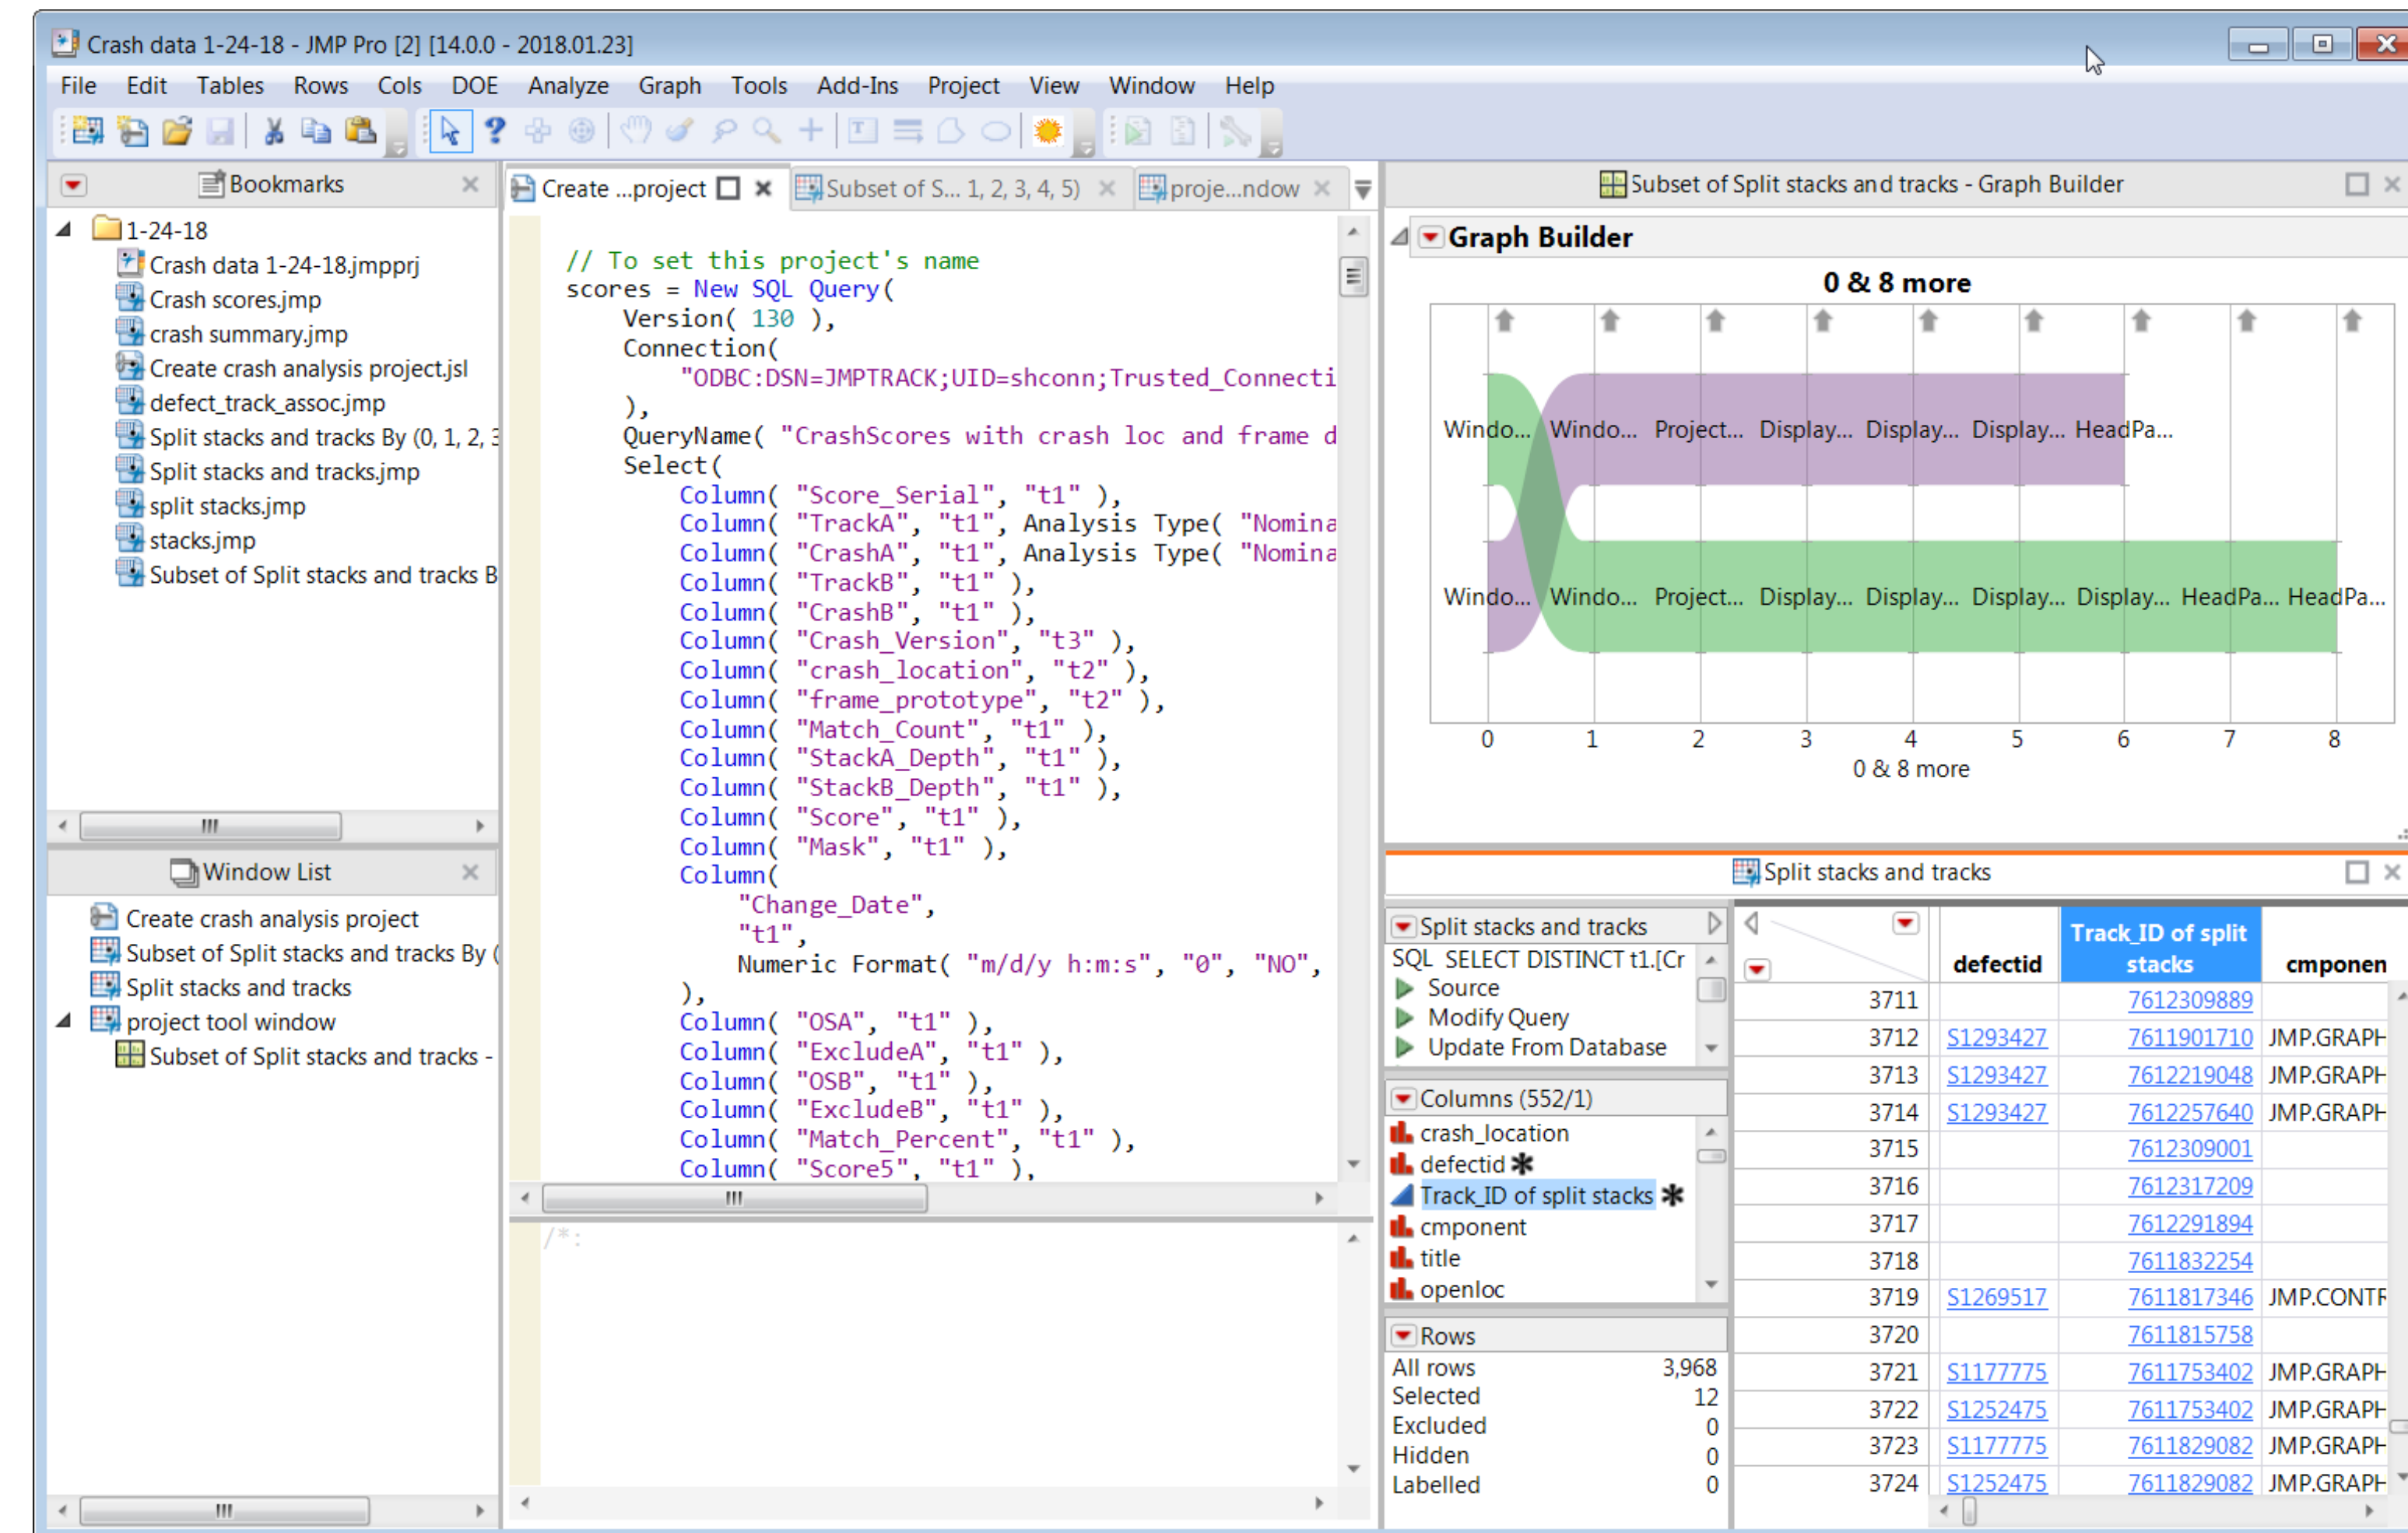 Crash data 1-24-18 - JMP Pro [2] [14.0.0 - 2018.01.23]
File Edit Tables Rows Cols DOE Analyze Graph Tools Add-Ins Project View Window Help
Bookmarks
1-24-18
Crash data 1-24-18.jmpprj
Crash scores.jmp
crash summary.jmp
Create crash analysis project.jsl
defect_track_assoc.jmp
Split stacks and tracks By (0, 1, 2, 3
Split stacks and tracks.jmp
split stacks.jmp
stacks.jmp
Subset of Split stacks and tracks B
Window List
Create crash analysis project
Subset of Split stacks and tracks By (
Split stacks and tracks
project tool window
Subset of Split stacks and tracks -
Create ...project
Subset of S... 1, 2, 3, 4, 5)
proje...ndow
// To set this project's name
scores = New SQL Query(
Version( 130 ),
Connection(
"ODBC:DSN=JMPTRACK;UID=shconn;Trusted_Connecti
),
QueryName( "CrashScores with crash loc and frame d
Select(
Column( "Score_Serial", "t1" ),
Column( "TrackA", "t1", Analysis Type( "Nomina
Column( "CrashA", "t1", Analysis Type( "Nomina
Column( "TrackB", "t1" ),
Column( "CrashB", "t1" ),
Column( "Crash_Version", "t3" ),
Column( "crash_location", "t2" ),
Column( "frame_prototype", "t2" ),
Column( "Match_Count", "t1" ),
Column( "StackA_Depth", "t1" ),
Column( "StackB_Depth", "t1" ),
Column( "Score", "t1" ),
Column( "Mask", "t1" ),
Column(
"Change_Date",
"t1",
Numeric Format( "m/d/y h:m:s", "0", "NO",
),
Column( "OSA", "t1" ),
Column( "ExcludeA", "t1" ),
Column( "OSB", "t1" ),
Column( "ExcludeB", "t1" ),
Column( "Match_Percent", "t1" ),
Column( "Score5", "t1" ),
/*:
Subset of Split stacks and tracks - Graph Builder
Graph Builder
0 & 8 more
Windo... Windo... Project... Display... Display... Display... HeadPa...
Windo... Windo... Project... Display... Display... Display... Display... HeadPa... HeadPa...
0 1 2 3 4 5 6 7 8
0 & 8 more
Split stacks and tracks
Split stacks and tracks
SQL SELECT DISTINCT t1.[Cr
Source
Modify Query
Update From Database
Columns (552/1)
crash_location
defectid ✱
Track_ID of split stacks ✱
cmponent
title
openloc
Rows
All rows 3,968
Selected 12
Excluded 0
Hidden 0
Labelled 0
defectid Track_ID of split stacks cmponen
3711 7612309889
3712 S1293427 7611901710 JMP.GRAPH
3713 S1293427 7612219048 JMP.GRAPH
3714 S1293427 7612257640 JMP.GRAPH
3715 7612309001
3716 7612317209
3717 7612291894
3718 7611832254
3719 S1269517 7611817346 JMP.CONTR
3720 7611815758
3721 S1177775 7611753402 JMP.GRAPH
3722 S1252475 7611753402 JMP.GRAPH
3723 S1177775 7611829082 JMP.GRAPH
3724 S1252475 7611829082 JMP.GRAPH